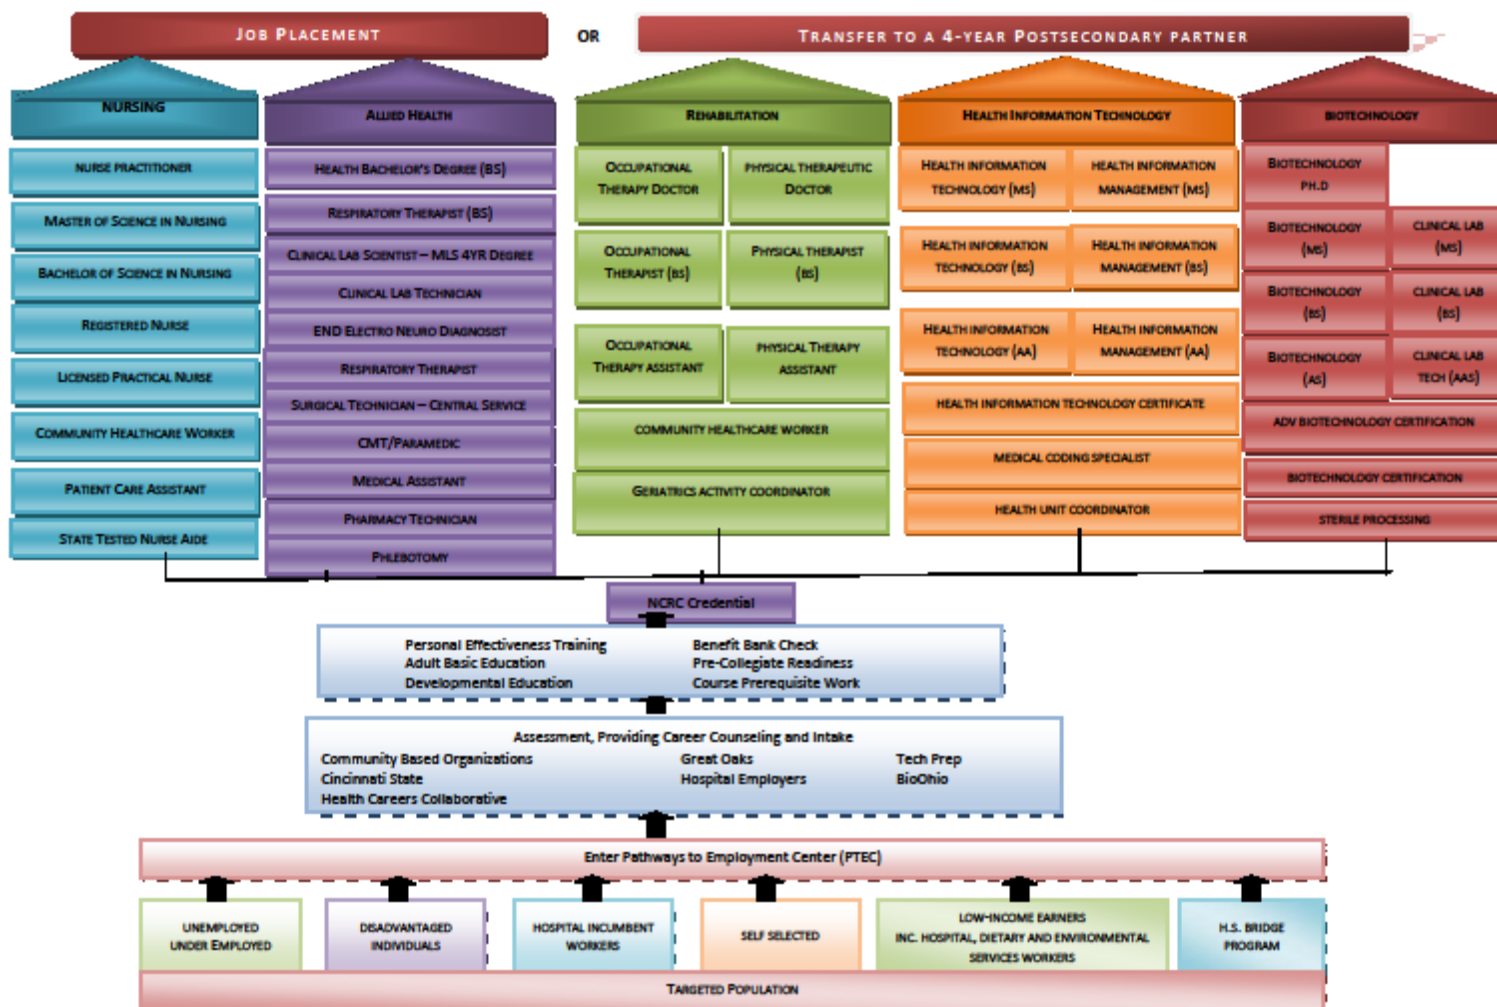 JOB PLACEMENT
OR
TRANSFER TO A 4-YEAR POSTSECONDARY PARTNER
NURSING
NURSE PRACTITIONER
MASTER OF SCIENCE IN NURSING
BACHELOR OF SCIENCE IN NURSING
REGISTERED NURSE
LICENSED PRACTICAL NURSE
COMMUNITY HEALTHCARE WORKER
PATIENT CARE ASSISTANT
STATE TESTED NURSE AIDE
ALLIED HEALTH
HEALTH BACHELOR'S DEGREE (BS)
RESPIRATORY THERAPIST (BS)
CLINICAL LAB SCIENTIST – MLS 4YR DEGREE
CLINICAL LAB TECHNICIAN
END ELECTRO NEURO DIAGNOSIST
RESPIRATORY THERAPIST
SURGICAL TECHNICIAN – CENTRAL SERVICE
CMT/PARAMEDIC
MEDICAL ASSISTANT
PHARMACY TECHNICIAN
PHLEBOTOMY
REHABILITATION
OCCUPATIONAL
THERAPY DOCTOR
PHYSICAL THERAPEUTIC
DOCTOR
OCCUPATIONAL
THERAPIST (BS)
PHYSICAL THERAPIST
(BS)
OCCUPATIONAL
THERAPY ASSISTANT
PHYSICAL THERAPY
ASSISTANT
COMMUNITY HEALTHCARE WORKER
GERIATRICS ACTIVITY COORDINATOR
HEALTH INFORMATION TECHNOLOGY
HEALTH INFORMATION
TECHNOLOGY (MS)
HEALTH INFORMATION
MANAGEMENT (MS)
HEALTH INFORMATION
TECHNOLOGY (BS)
HEALTH INFORMATION
MANAGEMENT (BS)
HEALTH INFORMATION
TECHNOLOGY (AA)
HEALTH INFORMATION
MANAGEMENT (AA)
HEALTH INFORMATION TECHNOLOGY CERTIFICATE
MEDICAL CODING SPECIALIST
HEALTH UNIT COORDINATOR
BIOTECHNOLOGY
BIOTECHNOLOGY
PH.D
BIOTECHNOLOGY
(MS)
CLINICAL LAB
(MS)
BIOTECHNOLOGY
(BS)
CLINICAL LAB
(BS)
BIOTECHNOLOGY
(AS)
CLINICAL LAB
TECH (AAS)
ADV BIOTECHNOLOGY CERTIFICATION
BIOTECHNOLOGY CERTIFICATION
STERILE PROCESSING
NCRC Credential
Personal Effectiveness Training
Adult Basic Education
Developmental Education
Benefit Bank Check
Pre-Collegiate Readiness
Course Prerequisite Work
Assessment, Providing Career Counseling and Intake
Community Based Organizations
Cincinnati State
Health Careers Collaborative
Great Oaks
Hospital Employers
Tech Prep
BioOhio
Enter Pathways to Employment Center (PTEC)
UNEMPLOYED
UNDER EMPLOYED
DISADVANTAGED
INDIVIDUALS
HOSPITAL INCUMBENT
WORKERS
SELF SELECTED
LOW-INCOME EARNERS
INC. HOSPITAL, DIETARY AND ENVIRONMENTAL
SERVICES WORKERS
H.S. BRIDGE
PROGRAM
TARGETED POPULATION